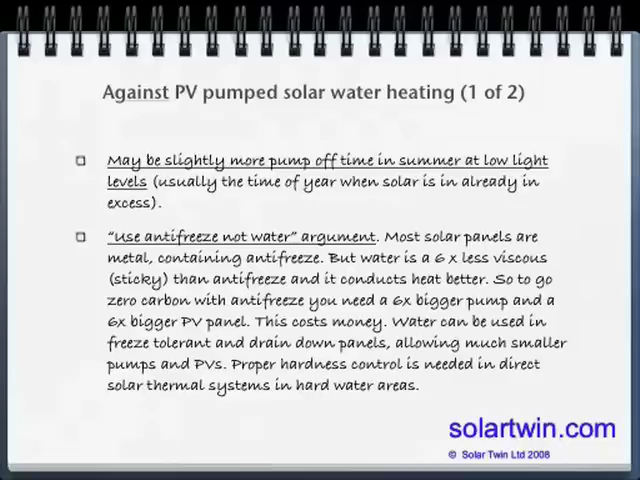 Against PV pumped solar water heating (1 of 2)
May be slightly more pump off time in summer at low light
levels (usually the time of year when solar is in already in
excess).
"Use antifreeze not water" argument. Most solar panels are
metal, containing antifreeze. But water is a 6 x less viscous
(sticky) than antifreeze and it conducts heat better. So to go
zero carbon with antifreeze you need a 6x bigger pump and a
6x bigger PV panel. This costs money. Water can be used in
freeze tolerant and drain down panels, allowing much smaller
pumps and PVs. Proper hardness control is needed in direct
solar thermal systems in hard water areas.
solartwin.com
© Solar Twin Ltd 2008